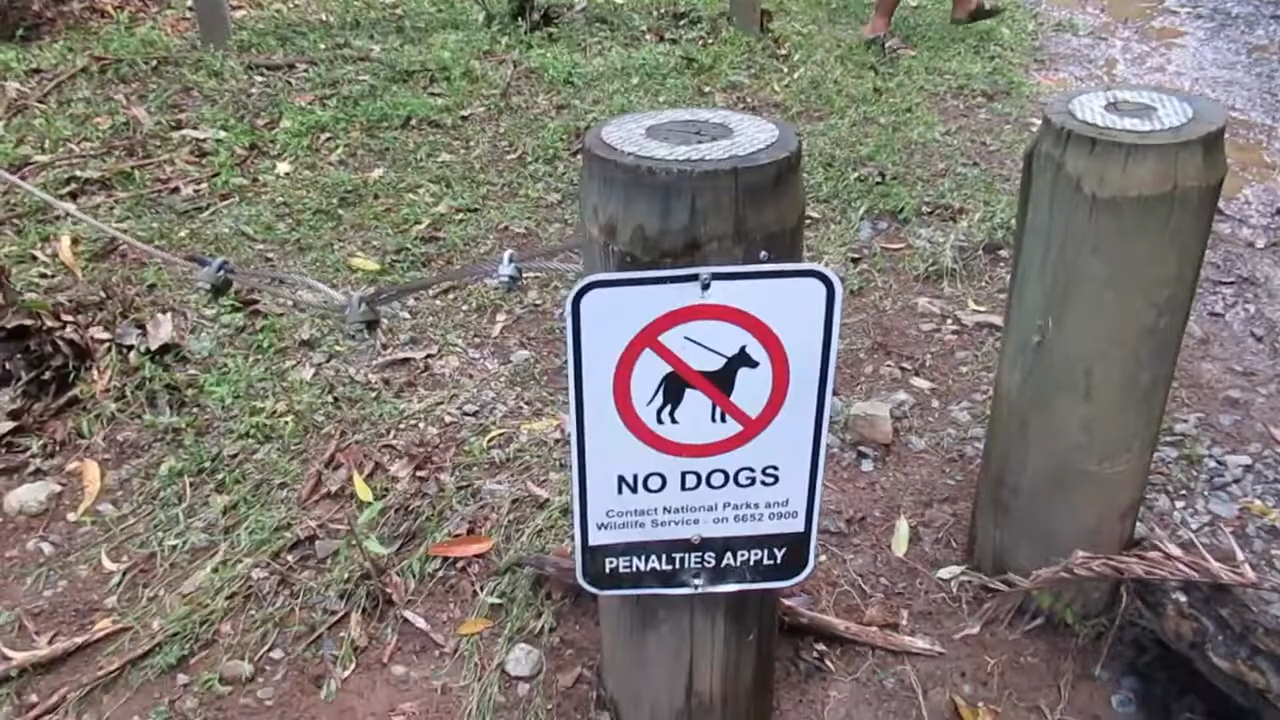 NO DOGS
Contact National Parks and
Wildlife Service - on 6652 0900
PENALTIES APPLY